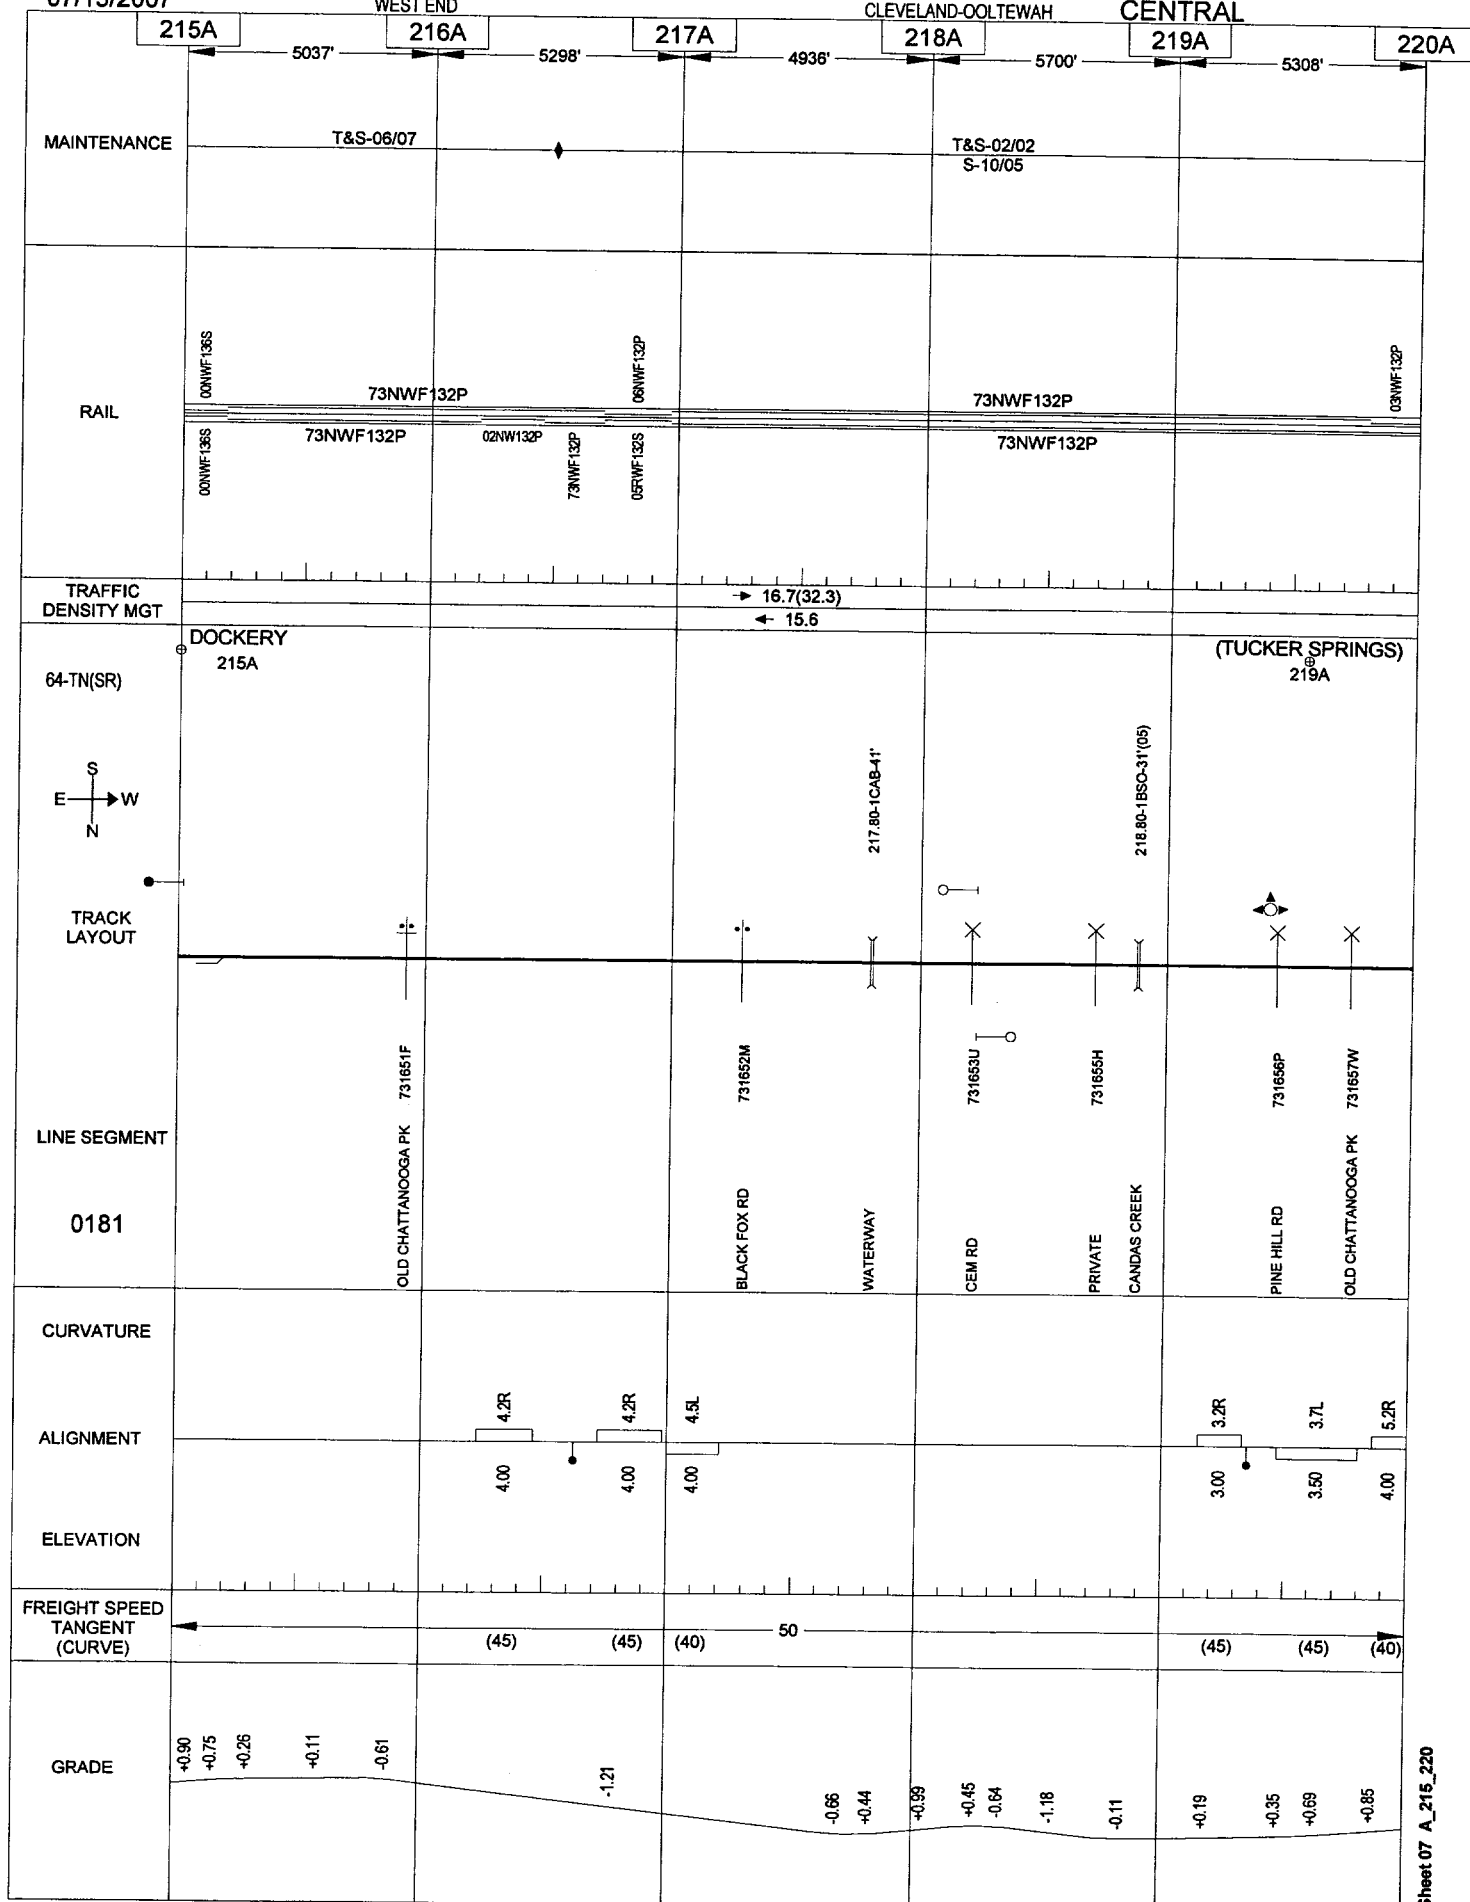 WEST END
CLEVELAND-OOLTEWAH
CENTRAL
215A
216A
217A
218A
219A
220A
5037'
5298'
4936'
5700'
5308'
MAINTENANCE
T&S-06/07
T&S-02/02
S-10/05
RAIL
00NWF136S
73NWF132P
06NWF132P
73NWF132P
03NWF132P
00NWF136S
73NWF132P
02NW132P
73NWF132P
05RWF132S
73NWF132P
TRAFFIC
DENSITY MGT
16.7(32.3)
15.6
DOCKERY
215A
(TUCKER SPRINGS)
219A
64-TN(SR)
S
E
W
N
217.80-1CAB-41'
218.80-1BSO-31'(05)
TRACK
LAYOUT
731651F
731652M
731653U
731655H
731656P
731657W
LINE SEGMENT
0181
OLD CHATTANOOGA PK
BLACK FOX RD
WATERWAY
CEM RD
PRIVATE
CANDAS CREEK
PINE HILL RD
OLD CHATTANOOGA PK
CURVATURE
4.2R
4.2R
4.5L
3.2R
3.7L
5.2R
ALIGNMENT
4.00
4.00
4.00
3.00
3.50
4.00
ELEVATION
FREIGHT SPEED
TANGENT
(CURVE)
50
(45)
(45)
(40)
(45)
(45)
(40)
GRADE
+0.90
+0.75
+0.26
+0.11
-0.61
-1.21
-0.66
+0.44
+0.99
+0.45
-0.64
-1.18
-0.11
+0.19
+0.35
+0.69
+0.85
Sheet 07 A_215_220